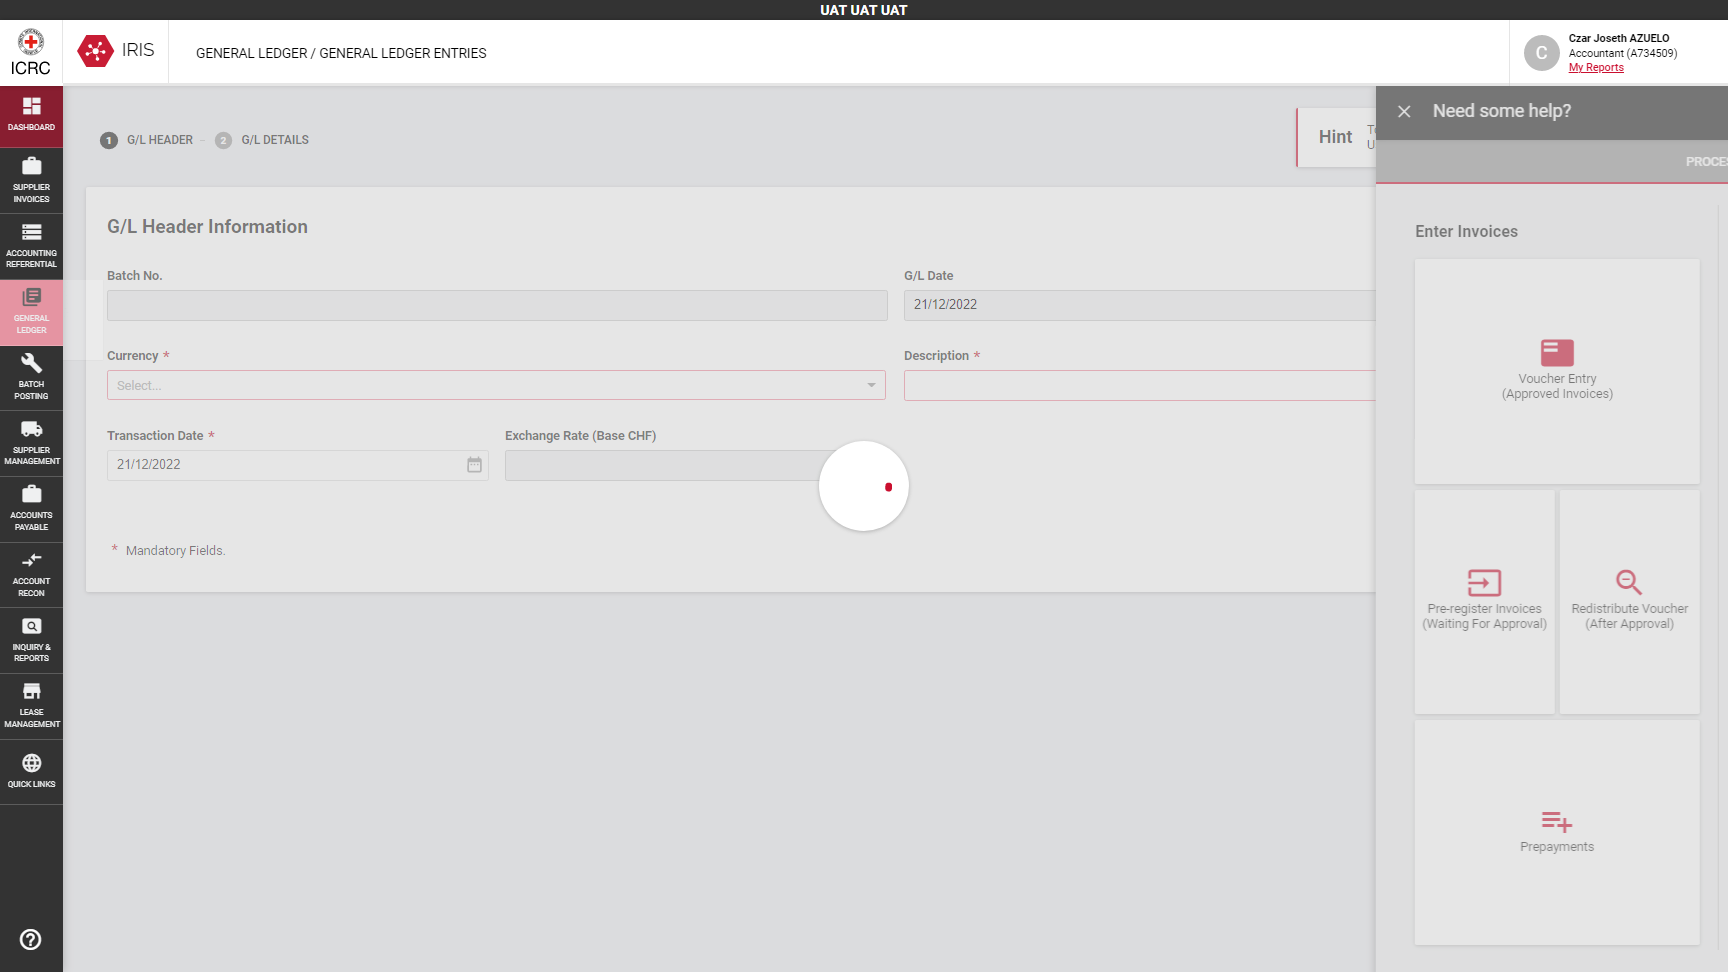 UAT UAT UAT
ICRC
IRIS
GENERAL LEDGER / GENERAL LEDGER ENTRIES
C
Czar Joseth AZUELO
Accountant (A734509)
My Reports
DASHBOARD
SUPPLIER
INVOICES
ACCOUNTING
REFERENTIAL
GENERAL
LEDGER
BATCH
POSTING
SUPPLIER
MANAGEMENT
ACCOUNTS
PAYABLE
ACCOUNT
RECON
INQUIRY &
REPORTS
LEASE
MANAGEMENT
QUICK LINKS
1 G/L HEADER - 2 G/L DETAILS
Hint
G/L Header Information
Batch No.
G/L Date
21/12/2022
Currency *
Select...
Description *
Transaction Date *
21/12/2022
Exchange Rate (Base CHF)
* Mandatory Fields.
Need some help?
PROCES
Enter Invoices
Voucher Entry
(Approved Invoices)
Pre-register Invoices
(Waiting For Approval)
Redistribute Voucher
(After Approval)
Prepayments